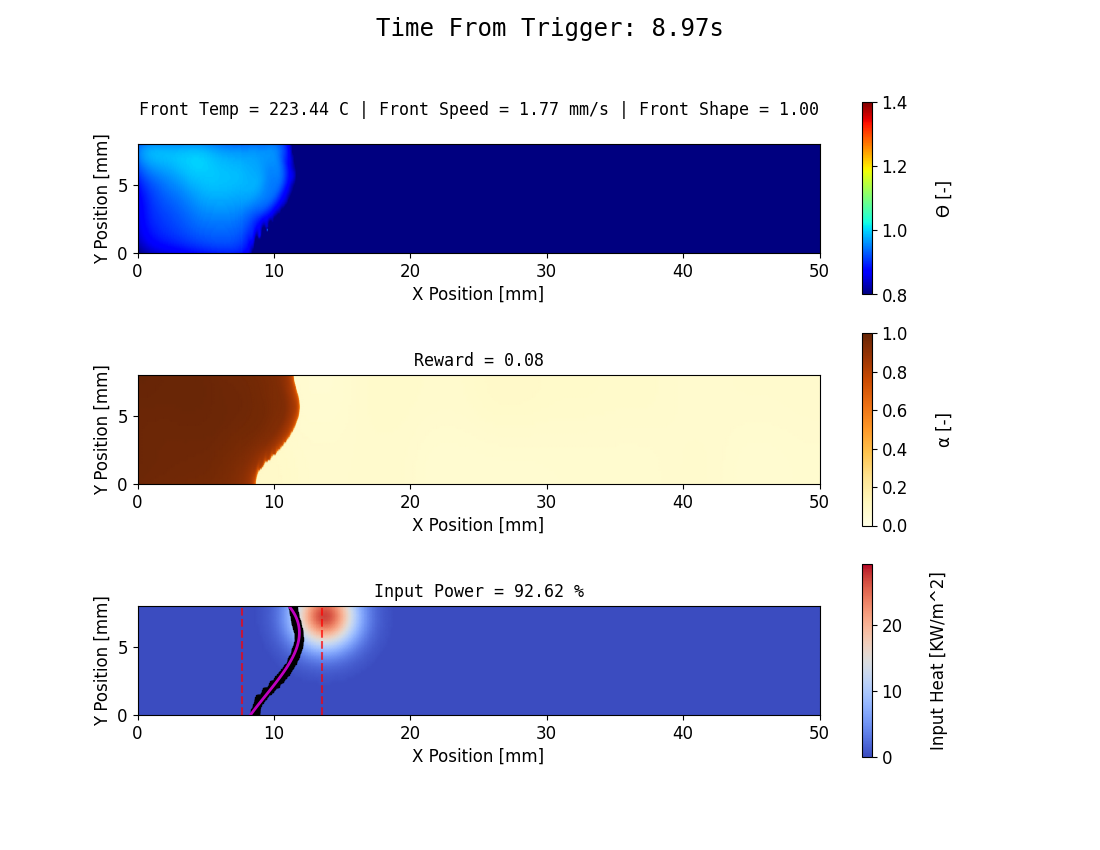 Time From Trigger: 8.97s
Front Temp = 223.44 C | Front Speed = 1.77 mm/s | Front Shape = 1.00
Y Position [mm]
5
0
0 10 20 30 40 50
X Position [mm]
1.4
1.2
1.0
0.8
Θ [-]
Reward = 0.08
Y Position [mm]
5
0
0 10 20 30 40 50
X Position [mm]
1.0
0.8
0.6
0.4
0.2
0.0
α [-]
Input Power = 92.62 %
Y Position [mm]
5
0
0 10 20 30 40 50
X Position [mm]
20
10
0
Input Heat [KW/m^2]